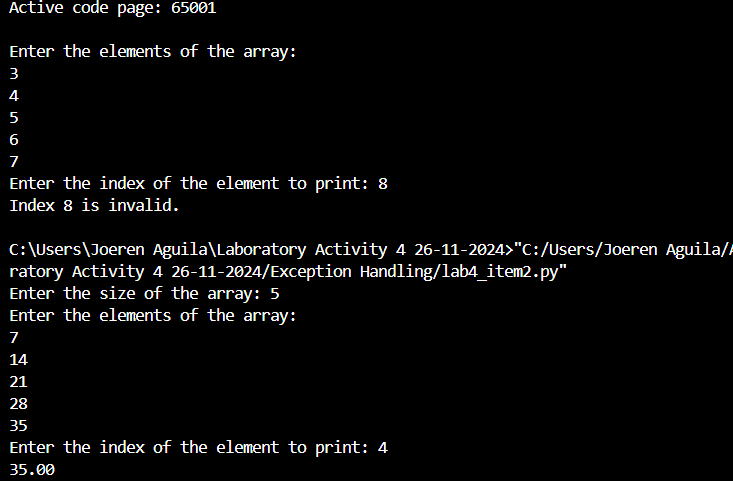 Active code page: 65001
Enter the elements of the array:
3
4
5
6
7
Enter the index of the element to print: 8
Index 8 is invalid.
C:\Users\Joeren Aguila\Laboratory Activity 4 26-11-2024>"C:/Users/Joeren Aguila/A
ratory Activity 4 26-11-2024/Exception Handling/lab4_item2.py"
Enter the size of the array: 5
Enter the elements of the array:
7
14
21
28
35
Enter the index of the element to print: 4
35.00